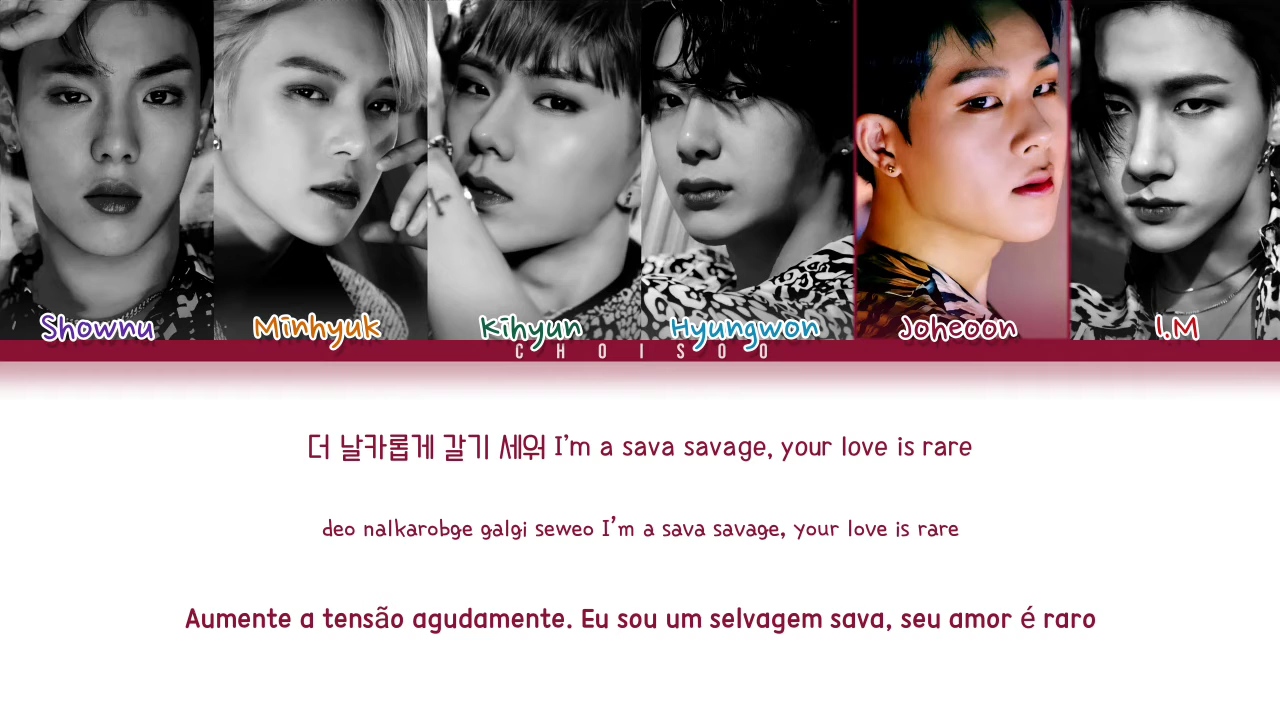 Shownu
Minhyuk
Kihyun
Hyungwon
Joheoon
I.M
CHOISOO
더 날카롭게 갈기 세워 I'm a sava savage, your love is rare
deo nalkarobge galgi seweo I'm a sava savage, your love is rare
Aumente a tensão agudamente. Eu sou um selvagem sava, seu amor é raro